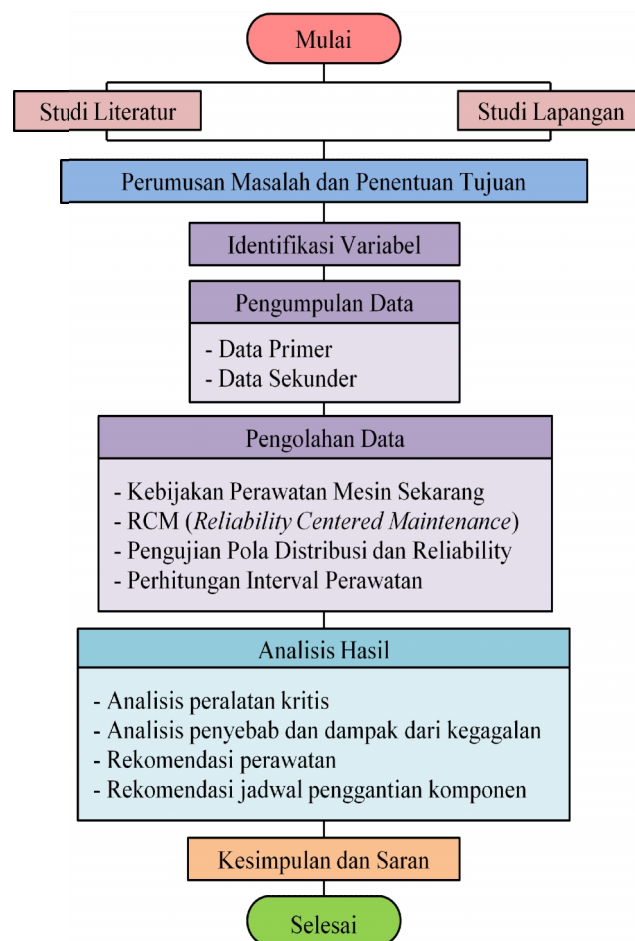 Mulai
Studi Literatur
Studi Lapangan
Perumusan Masalah dan Penentuan Tujuan
Identifikasi Variabel
Pengumpulan Data
- Data Primer
- Data Sekunder
Pengolahan Data
- Kebijakan Perawatan Mesin Sekarang
- RCM (Reliability Centered Maintenance)
- Pengujian Pola Distribusi dan Reliability
- Perhitungan Interval Perawatan
Analisis Hasil
- Analisis peralatan kritis
- Analisis penyebab dan dampak dari kegagalan
- Rekomendasi perawatan
- Rekomendasi jadwal penggantian komponen
Kesimpulan dan Saran
Selesai